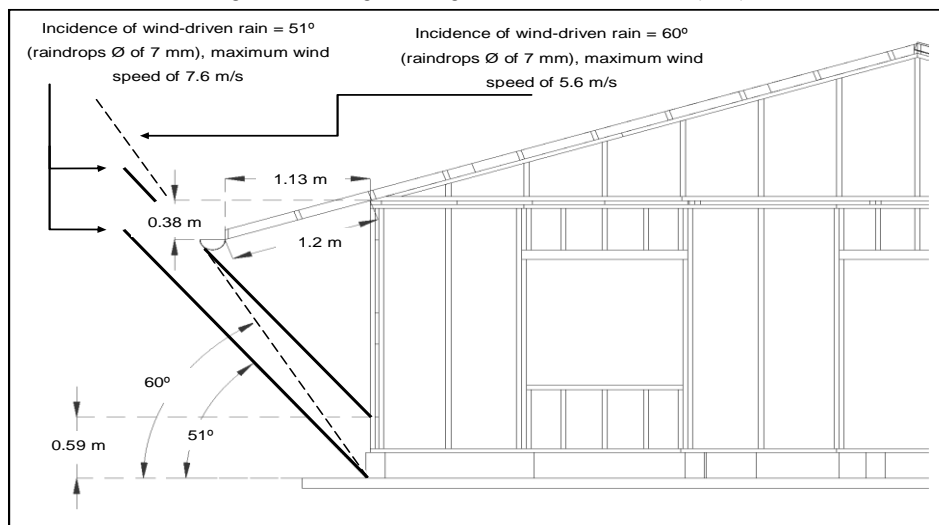 Incidence of wind-driven rain = 51º
(raindrops Ø of 7 mm), maximum wind
speed of 7.6 m/s
Incidence of wind-driven rain = 60º
(raindrops Ø of 7 mm), maximum wind
speed of 5.6 m/s
1.13 m
0.38 m
1.2 m
60º
51º
0.59 m